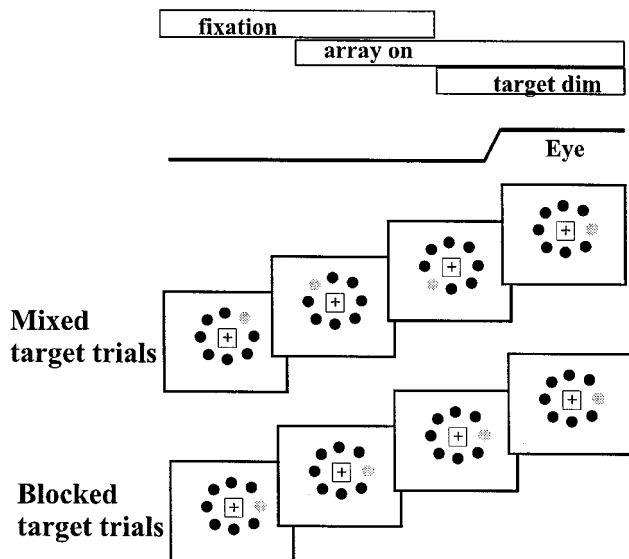 fixation
array on
target dim
Eye
Mixed
target trials
Blocked
target trials